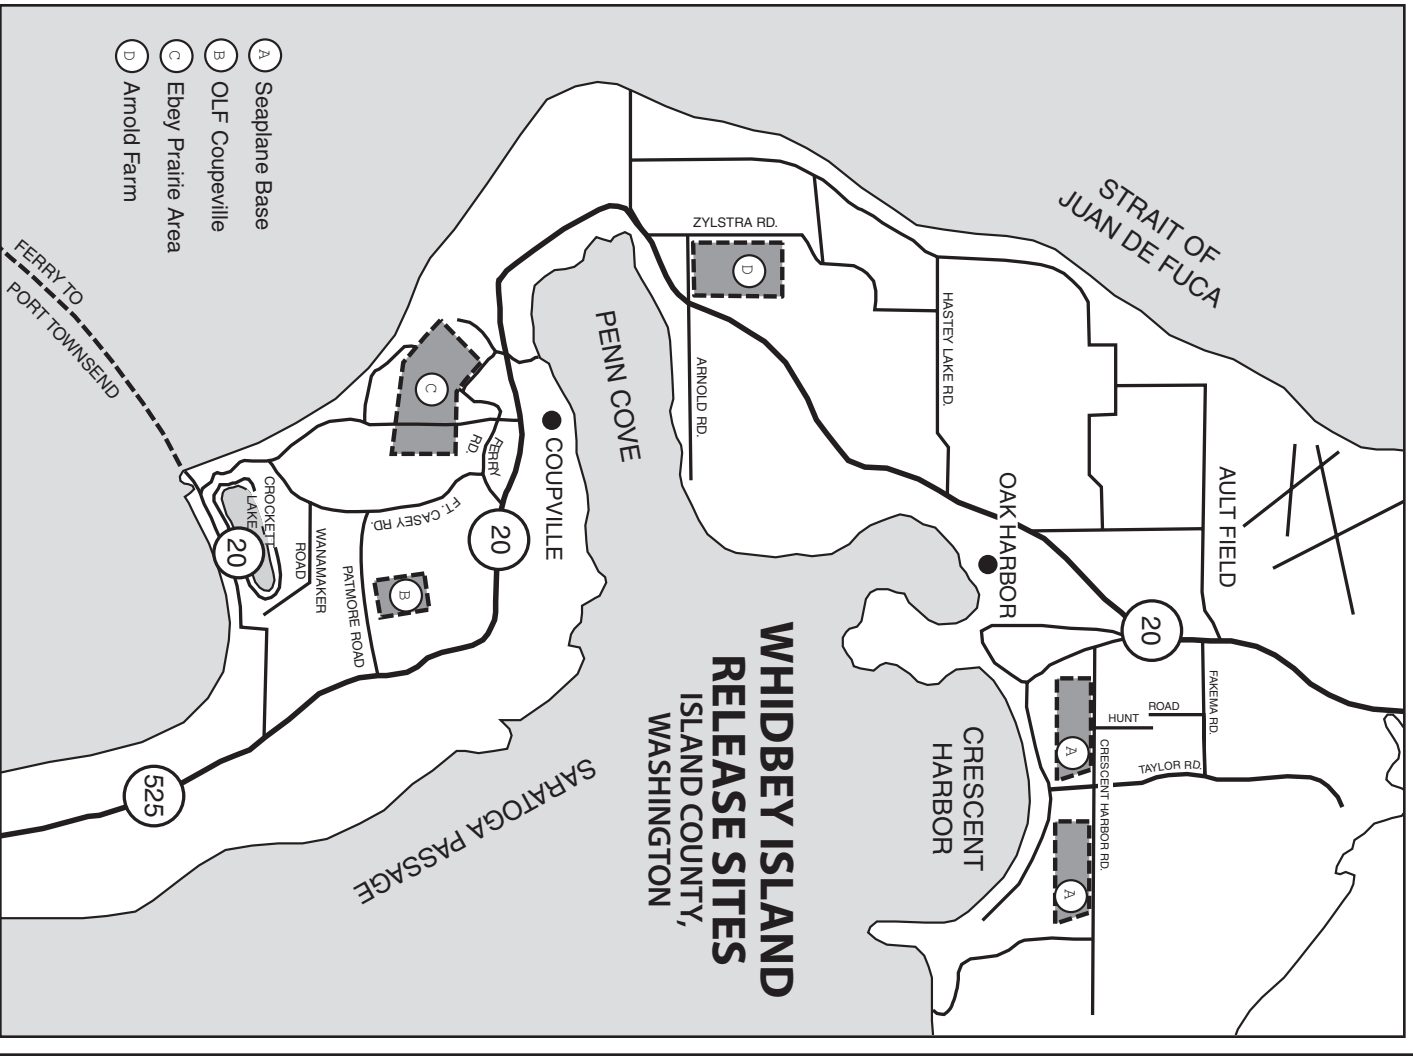 WHIDBEY ISLAND
RELEASE SITES
ISLAND COUNTY,
WASHINGTON
STRAIT OF
JUAN DE FUCA
AULT FIELD
20
FAKEMA RD.
HUNT
ROAD
TAYLOR RD.
CRESCENT HARBOR RD.
A
A
OAK HARBOR
CRESCENT
HARBOR
HASTEY LAKE RD.
ZYLSTRA RD.
D
ARNOLD RD.
PENN COVE
COUPVILLE
20
FERRY
RD.
C
FT. CASEY RD.
B
PATMORE ROAD
WANAMAKER
ROAD
CROCKETT
LAKE
20
SARATOGA PASSAGE
525
FERRY TO
PORT TOWNSEND
A Seaplane Base
B OLF Coupeville
C Ebey Prairie Area
D Arnold Farm